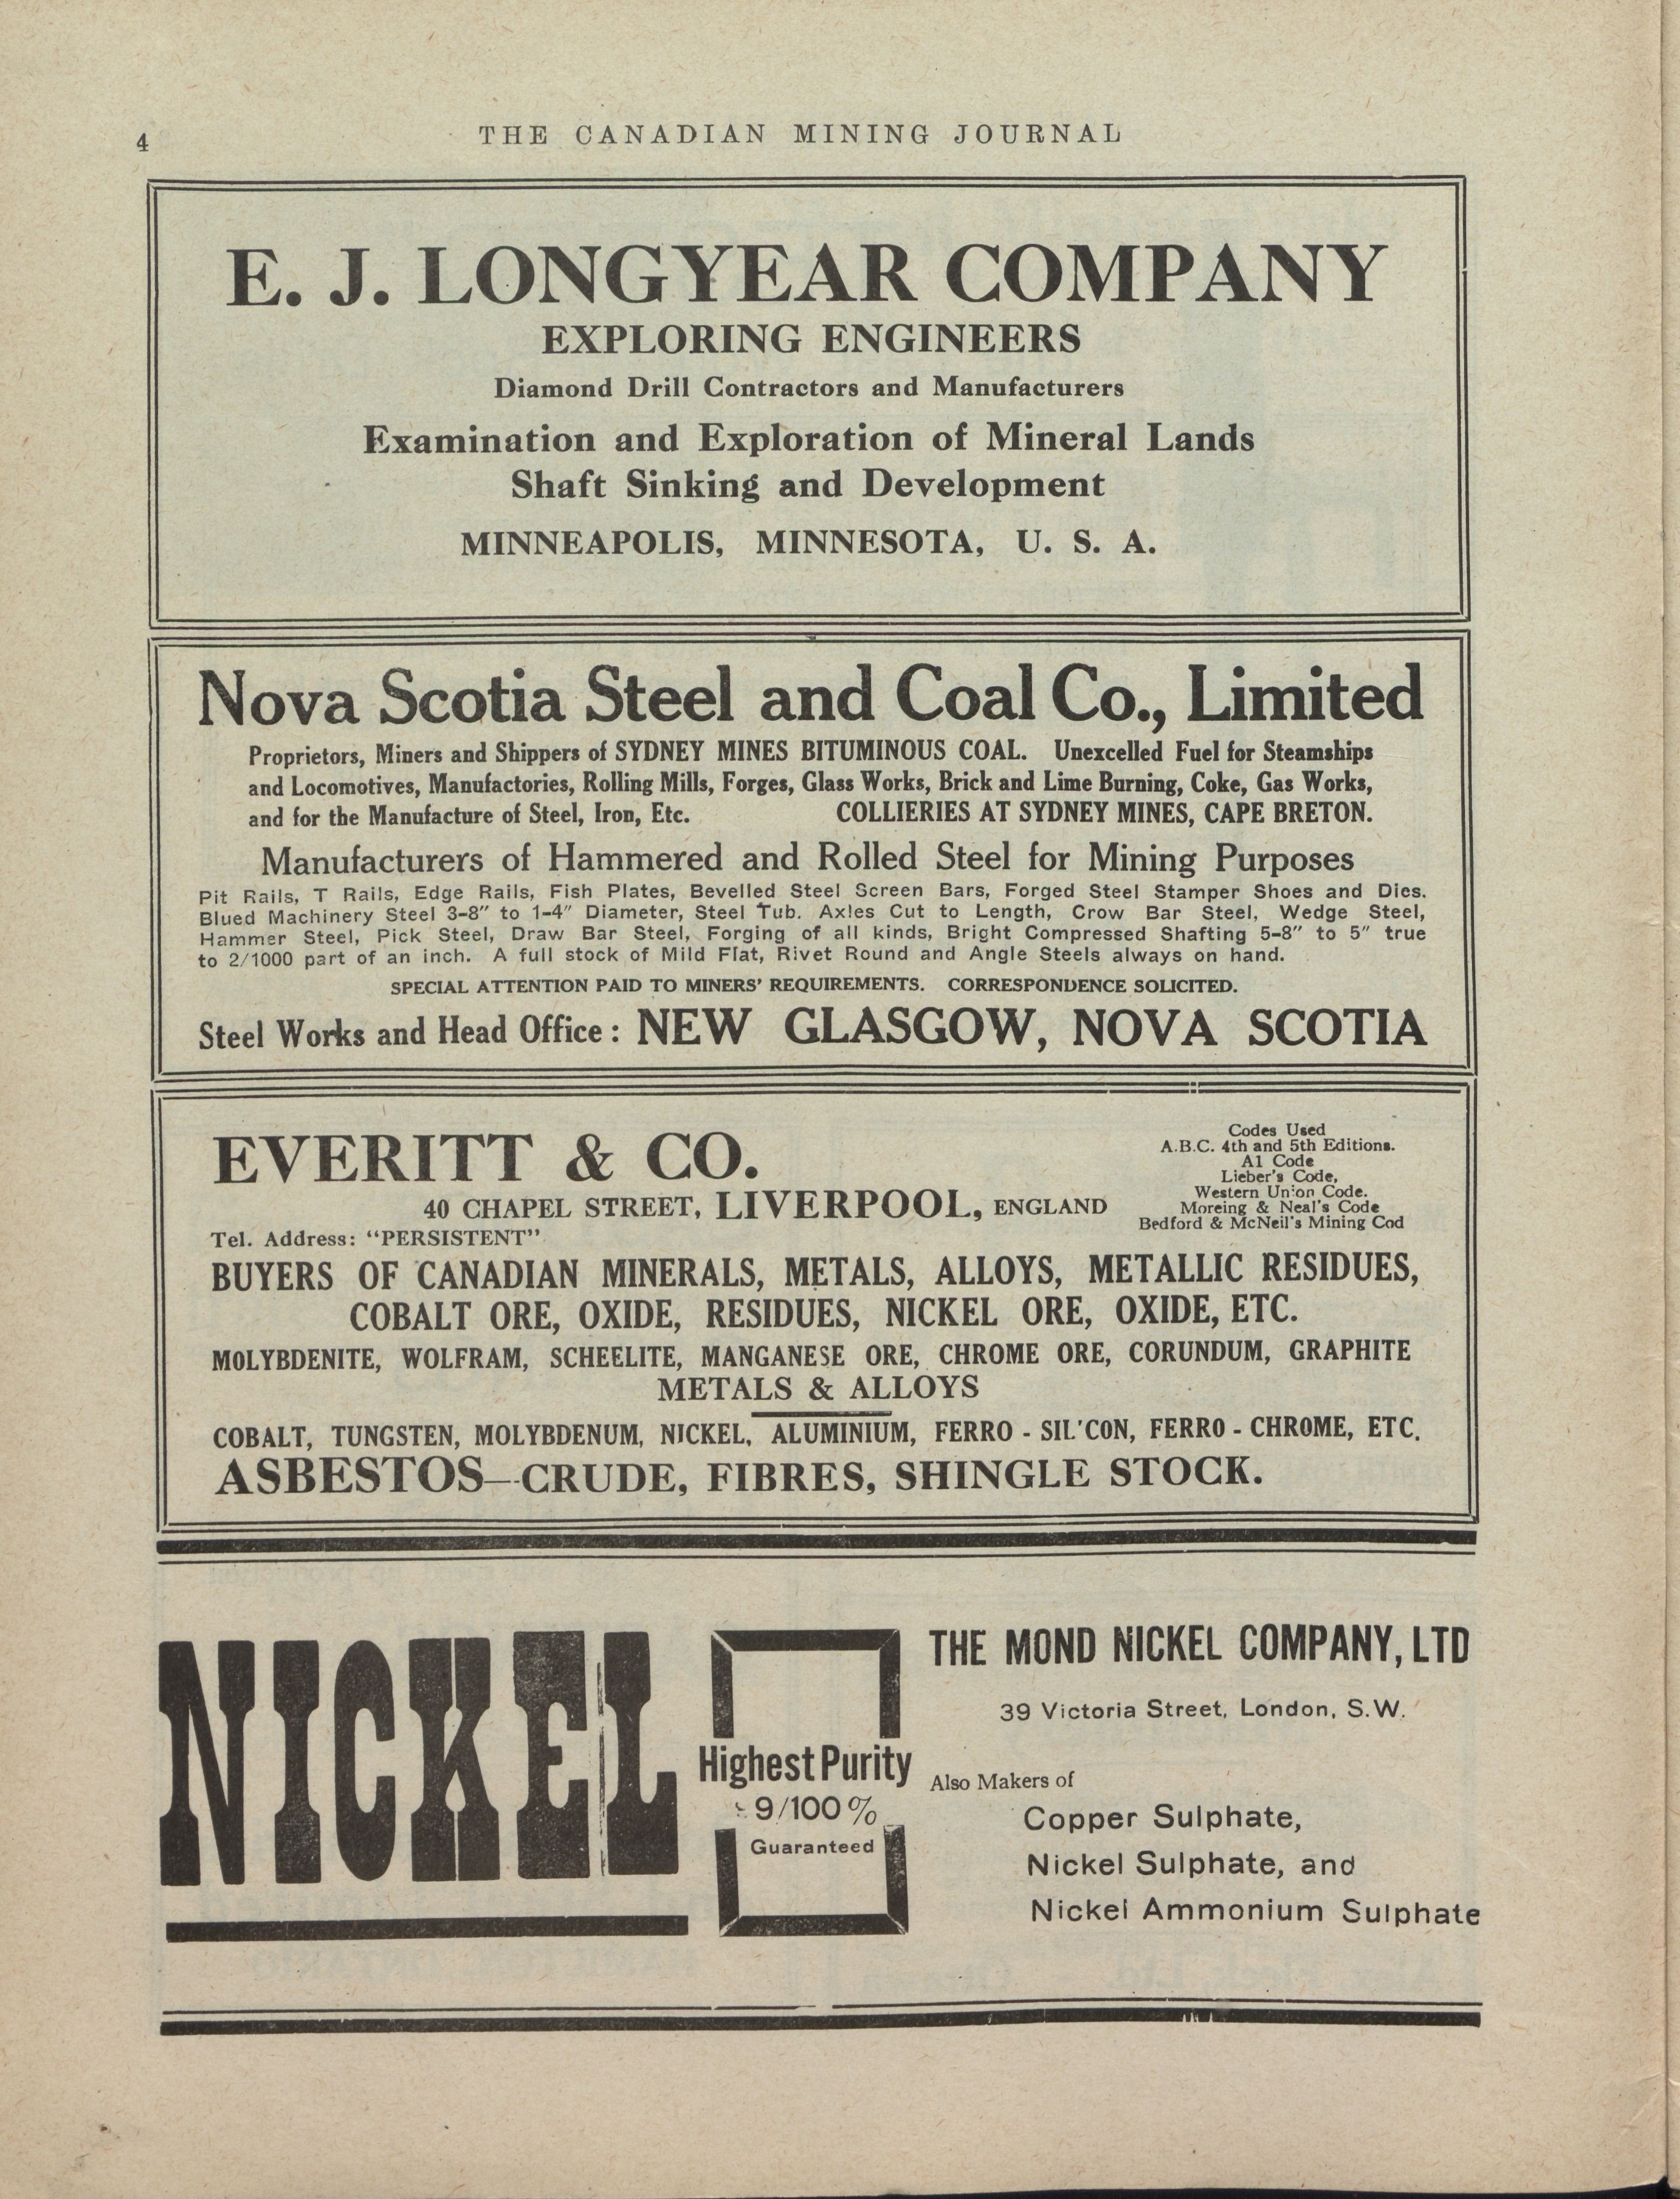 4
THE CANADIAN MINING JOURNAL
E. J. LONGYEAR COMPANY
EXPLORING ENGINEERS
Diamond Drill Contractors and Manufacturers
Examination and Exploration of Mineral Lands
Shaft Sinking and Development
MINNEAPOLIS, MINNESOTA, U. S. A.
Nova Scotia Steel and Coal Co., Limited
Proprietors, Miners and Shippers of SYDNEY MINES BITUMINOUS COAL. Unexcelled Fuel for Steamships
and Locomotives, Manufactories, Rolling Mills, Forges, Glass Works, Brick and Lime Burning, Coke, Gas Works,
and for the Manufacture of Steel, Iron, Etc. COLLIERIES AT SYDNEY MINES, CAPE BRETON.
Manufacturers of Hammered and Rolled Steel for Mining Purposes
Pit Rails, T Rails, Edge Rails, Fish Plates, Bevelled Steel Screen Bars, Forged Steel Stamper Shoes and Dies.
Blued Machinery Steel 3-8" to 1-4" Diameter, Steel Tub. Axles Cut to Length, Crow Bar Steel, Wedge Steel,
Hammer Steel, Pick Steel, Draw Bar Steel, Forging of all kinds, Bright Compressed Shafting 5-8" to 5" true
to 2/1000 part of an inch. A full stock of Mild Flat, Rivet Round and Angle Steels always on hand.
SPECIAL ATTENTION PAID TO MINERS' REQUIREMENTS. CORRESPONDENCE SOLICITED.
Steel Works and Head Office: NEW GLASGOW, NOVA SCOTIA
EVERITT & CO.
40 CHAPEL STREET, LIVERPOOL, ENGLAND
Tel. Address: "PERSISTENT"
Codes Used
A.B.C. 4th and 5th Editions.
A1 Code
Lieber's Code,
Western Union Code.
Moreing & Neal's Code
Bedford & McNeil's Mining Cod
BUYERS OF CANADIAN MINERALS, METALS, ALLOYS, METALLIC RESIDUES,
COBALT ORE, OXIDE, RESIDUES, NICKEL ORE, OXIDE, ETC.
MOLYBDENITE, WOLFRAM, SCHEELITE, MANGANESE ORE, CHROME ORE, CORUNDUM, GRAPHITE
METALS & ALLOYS
COBALT, TUNGSTEN, MOLYBDENUM, NICKEL, ALUMINIUM, FERRO - SIL'CON, FERRO - CHROME, ETC.
ASBESTOS—CRUDE, FIBRES, SHINGLE STOCK.
NICKEL
Highest Purity
9/100%
Guaranteed
THE MOND NICKEL COMPANY, LTD
39 Victoria Street, London, S.W.
Also Makers of
Copper Sulphate,
Nickel Sulphate, and
Nickel Ammonium Sulphate